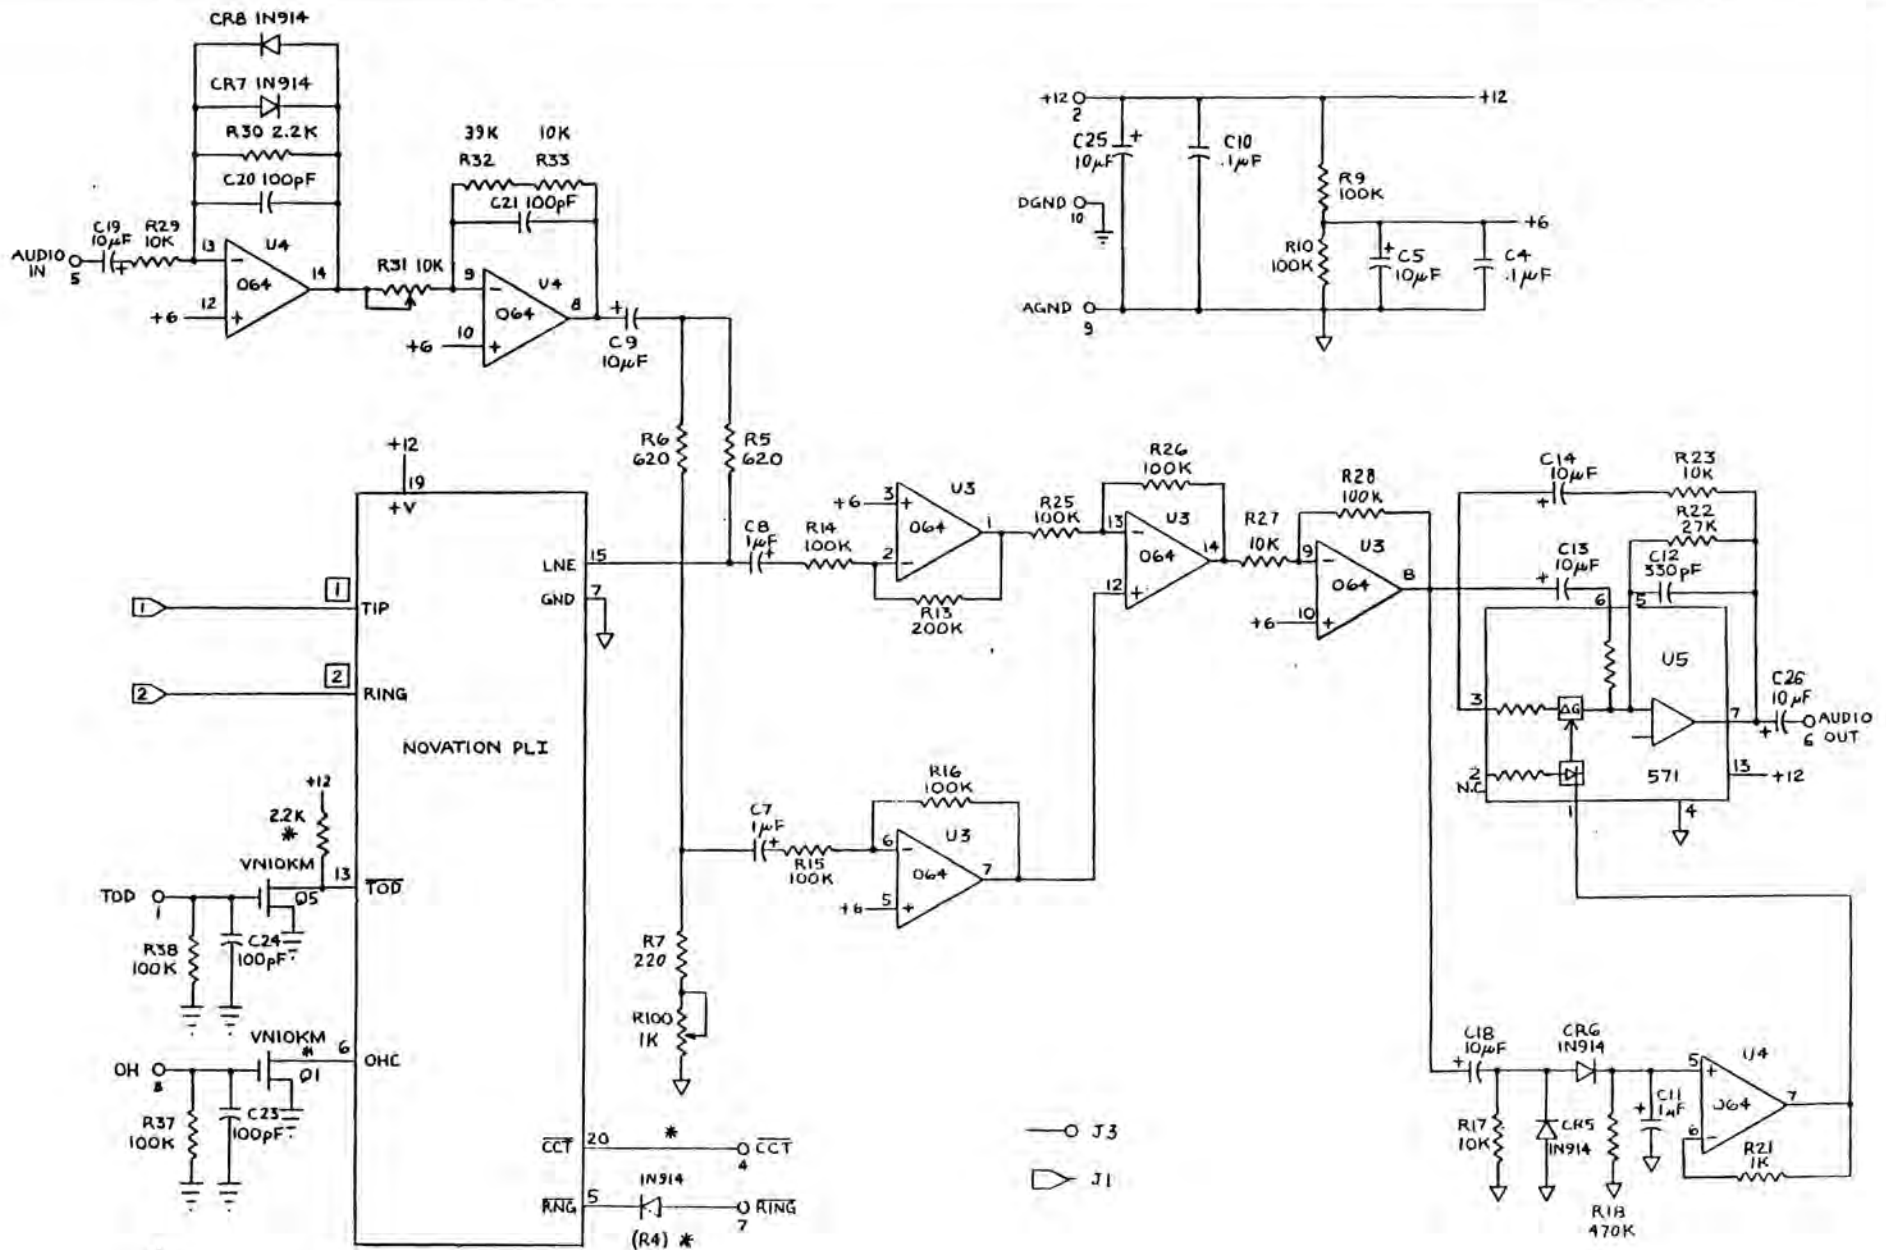 CR8 1N914
CR7 1N914
R30 2.2K
C20 100pF
C19
10µF
R29
10K
AUDIO
IN
5
13
U4
064
14
12
+6
R31 10K
39K 10K
R32 R33
C21 100pF
9
U4
064
8
10
+6
+
C9
10µF
+12
2
+12
C25
10µF
+
C10
.1µF
R9
100K
DGND
10
+6
R10
100K
+
C5
10µF
C4
.1µF
AGND
9
R6
620
R5
620
+12
19
+V
15
LNE
7
GND
1
1
TIP
2
2
RING
NOVATION PLI
+12
2.2K
*
VN10KM
Q5
13
TOD
TOD
1
R38
100K
C24
100pF
VN10KM
*
Q1
6
OHC
OH
8
R37
100K
C23
100pF
CCT
20
*
CCT
4
RNG
5
1N914
RING
7
(R4) *
C8
1µF
+
R14
100K
+6
3
U3
064
1
2
R13
200K
R25
100K
R26
100K
13
U3
064
14
12
R27
10K
R28
100K
9
U3
064
8
10
+6
C7
1µF
+
R15
100K
R16
100K
6
U3
064
7
5
+6
R7
220
R100
1K
C14
10µF
+
R23
10K
R22
27K
C13
10µF
+
C12
330pF
6
5
U5
3
ΔG
7
C26
10µF
+
AUDIO
OUT
6
2
N.C.
571
13
+12
1
4
C18
10µF
+
CR6
1N914
R17
10K
CR5
1N914
R18
470K
C11
1µF
+
5
U4
064
7
6
R21
1K
J3
J1